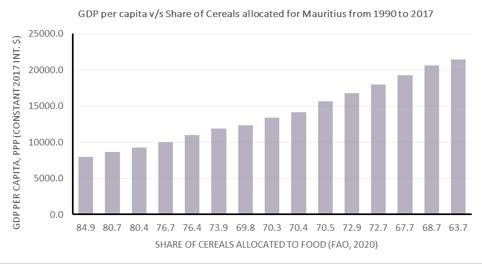 GDP per capita v/s Share of Cereals allocated for Mauritius from 1990 to 2017
GDP PER CAPITA, PPP (CONSTANT 2017 INT. $)
25000.0
20000.0
15000.0
10000.0
5000.0
0.0
84.9 80.7 80.4 76.7 76.4 73.9 69.8 70.3 70.4 70.5 72.9 72.7 67.7 68.7 63.7
SHARE OF CEREALS ALLOCATED TO FOOD (FAO, 2020)